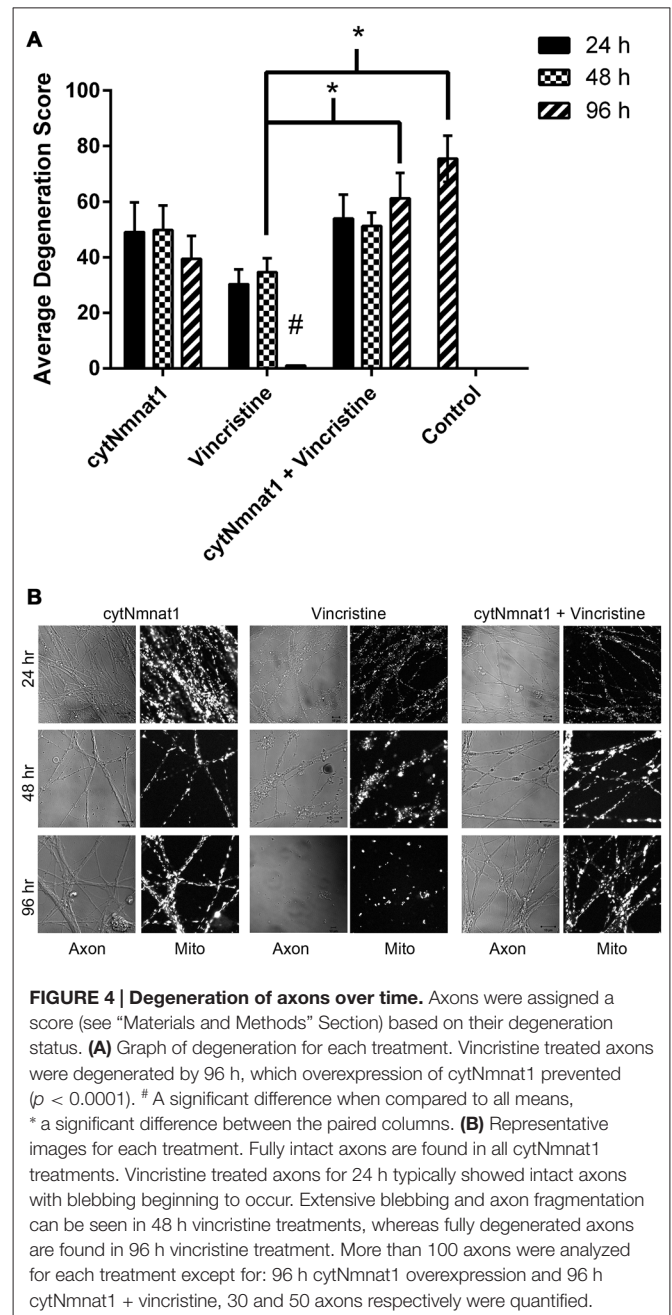 A
*
*
24 h
48 h
96 h
Average Degeneration Score
100
80
60
40
20
0
#
cytNmnat1
Vincristine
cytNmnat1 + Vincristine
Control
B
cytNmnat1
Vincristine
cytNmnat1 + Vincristine
24 hr
48 hr
96 hr
Axon
Mito
Axon
Mito
Axon
Mito
FIGURE 4 | Degeneration of axons over time. Axons were assigned a
score (see “Materials and Methods” Section) based on their degeneration
status. (A) Graph of degeneration for each treatment. Vincristine treated axons
were degenerated by 96 h, which overexpression of cytNmnat1 prevented
(p < 0.0001). # A significant difference when compared to all means,
* a significant difference between the paired columns. (B) Representative
images for each treatment. Fully intact axons are found in all cytNmnat1
treatments. Vincristine treated axons for 24 h typically showed intact axons
with blebbing beginning to occur. Extensive blebbing and axon fragmentation
can be seen in 48 h vincristine treatments, whereas fully degenerated axons
are found in 96 h vincristine treatment. More than 100 axons were analyzed
for each treatment except for: 96 h cytNmnat1 overexpression and 96 h
cytNmnat1 + vincristine, 30 and 50 axons respectively were quantified.